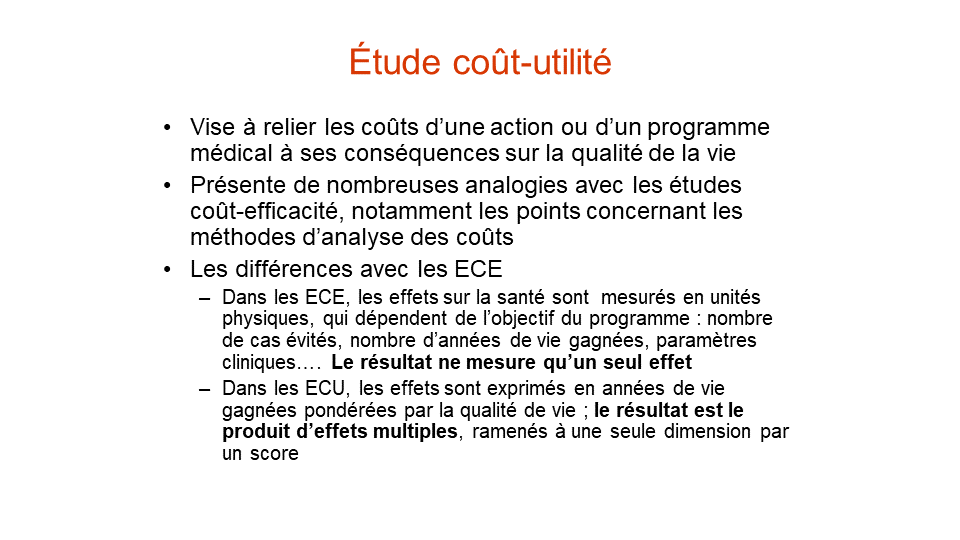 Étude coût-utilité
• Vise à relier les coûts d’une action ou d’un programme
médical à ses conséquences sur la qualité de la vie
• Présente de nombreuses analogies avec les études
coût-efficacité, notamment les points concernant les
méthodes d’analyse des coûts
• Les différences avec les ECE
– Dans les ECE, les effets sur la santé sont mesurés en unités
physiques, qui dépendent de l’objectif du programme : nombre
de cas évités, nombre d’années de vie gagnées, paramètres
cliniques…. Le résultat ne mesure qu’un seul effet
– Dans les ECU, les effets sont exprimés en années de vie
gagnées pondérées par la qualité de vie ; le résultat est le
produit d’effets multiples, ramenés à une seule dimension par
un score